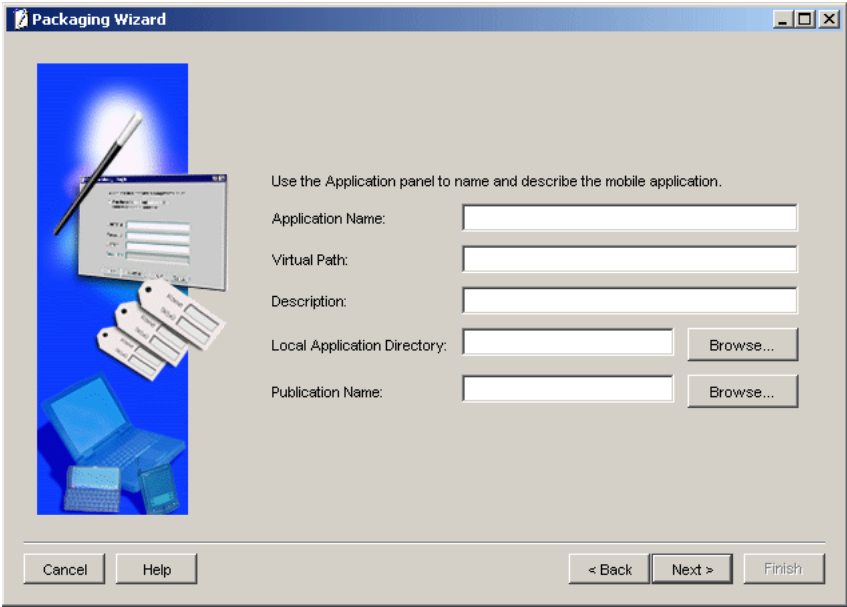 Packaging Wizard
Use the Application panel to name and describe the mobile application.
Application Name:
Virtual Path:
Description:
Local Application Directory: Browse...
Publication Name: Browse...
Cancel Help < Back Next > Finish